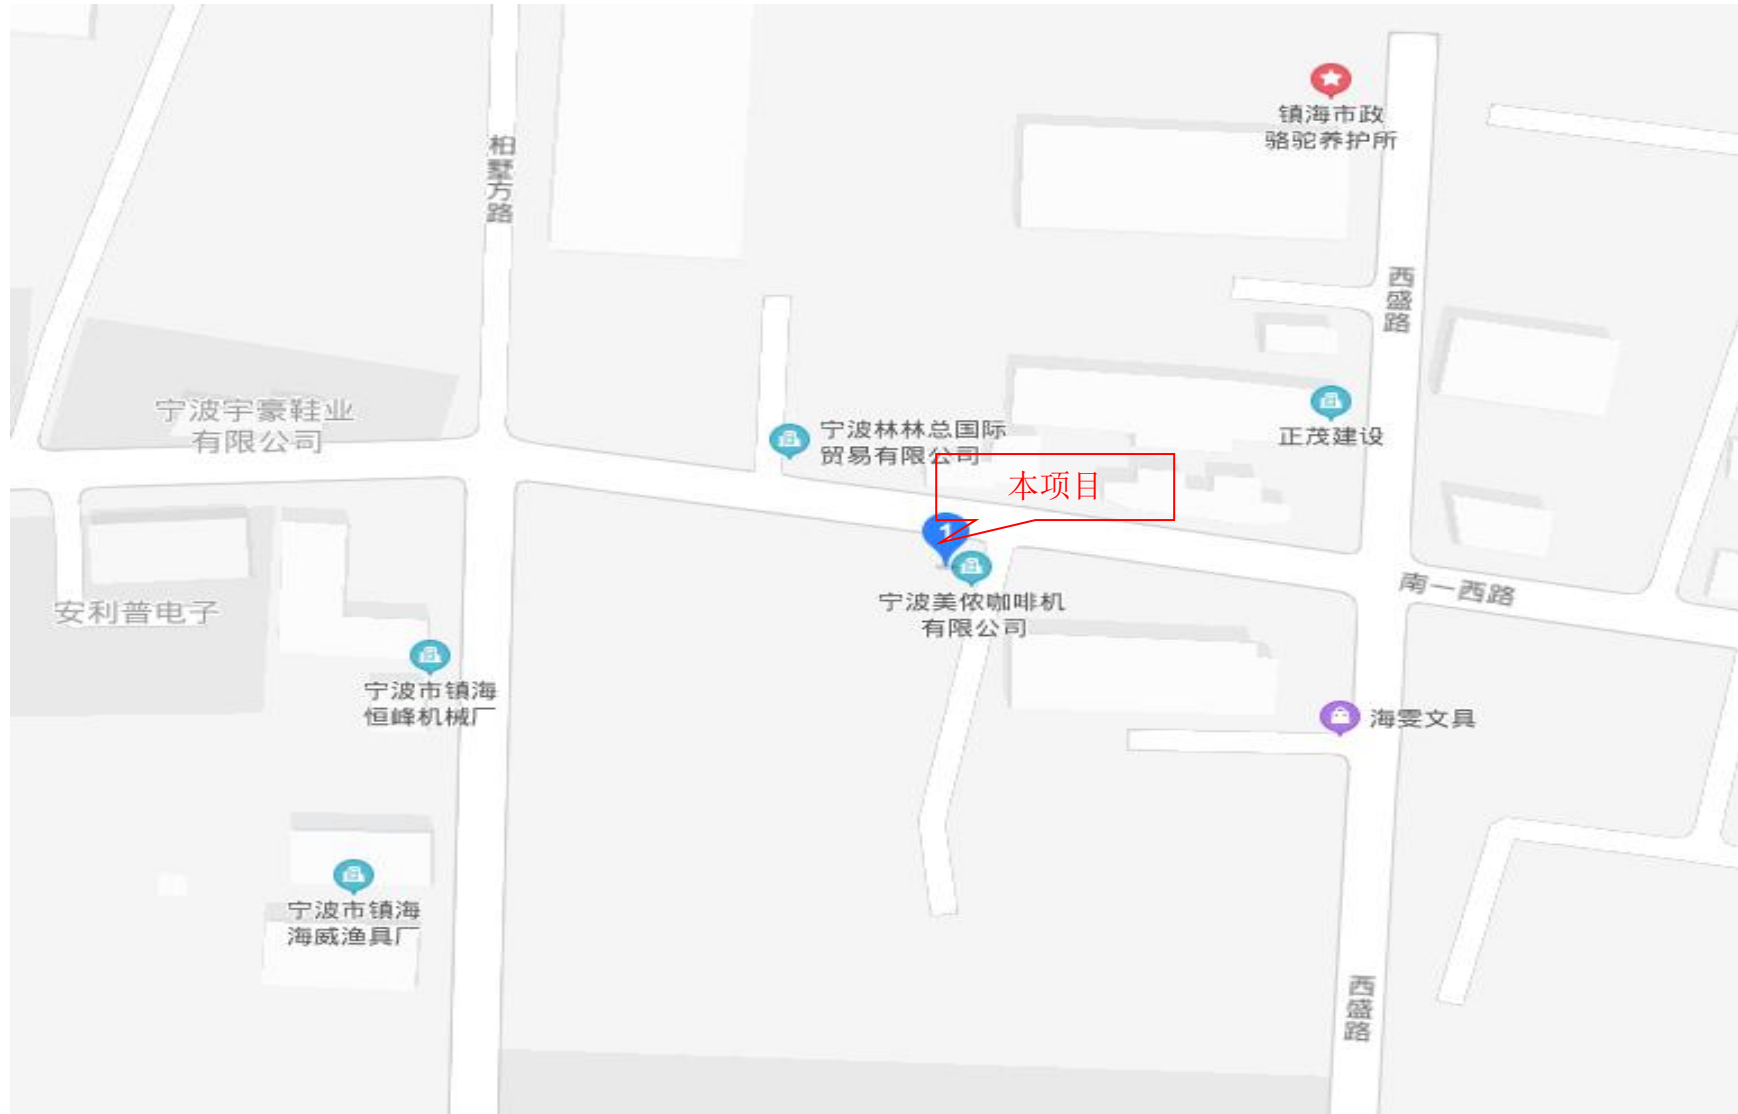 镇海市政
骆驼养护所
柏墅方路
西盛路
宁波宇豪鞋业
有限公司
宁波林林总国际
贸易有限公司
正茂建设
本项目
1
南一西路
宁波美侬咖啡机
有限公司
安利普电子
宁波市镇海
恒峰机械厂
海雯文具
宁波市镇海
海威渔具厂
西盛路